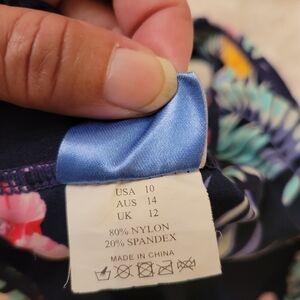 USA 10
AUS 14
UK 12
80% NYLON
20% SPANDEX
MADE IN CHINA